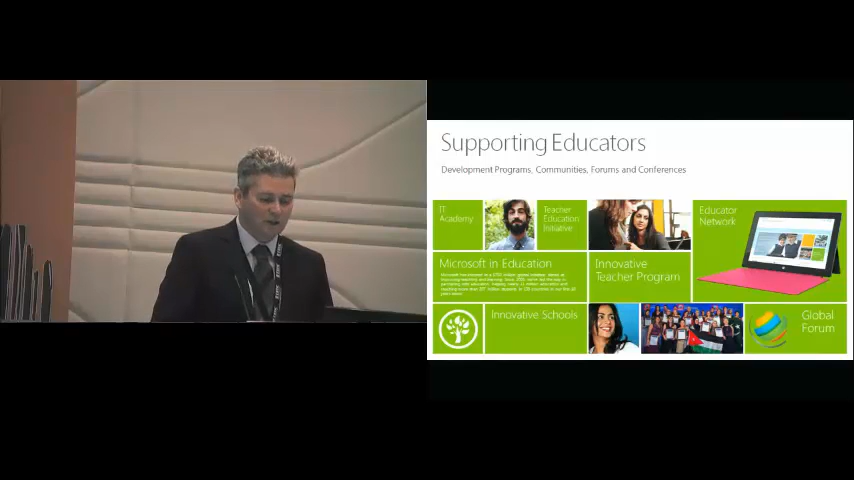 Supporting Educators
Development Programs, Communities, Forums and Conferences
IT
Academy
Teacher
Education
Initiative
Educator
Network
Microsoft in Education
Innovative
Teacher Program
Innovative Schools
Global
Forum